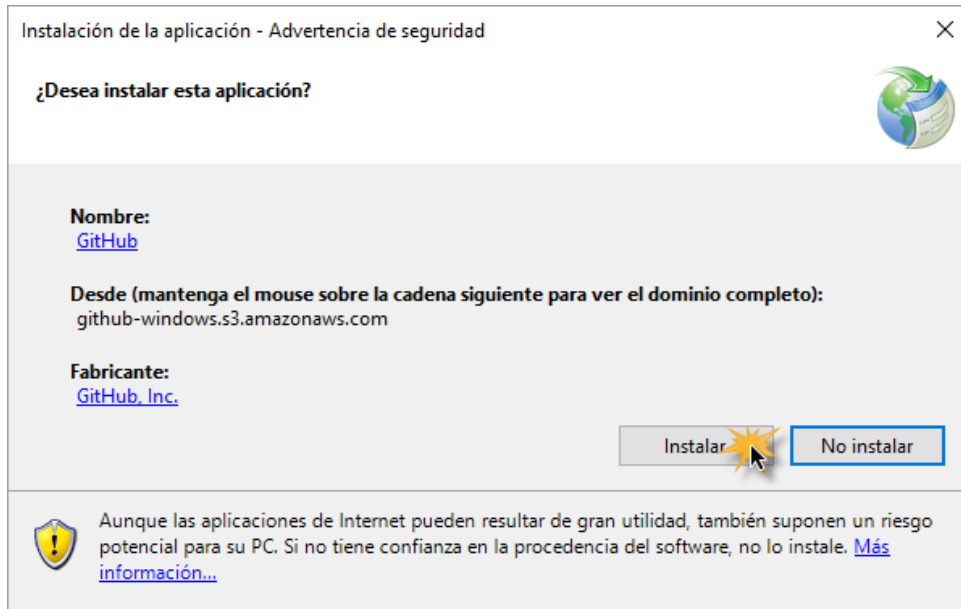 Instalación de la aplicación - Advertencia de seguridad
¿Desea instalar esta aplicación?
Nombre:
GitHub
Desde (mantenga el mouse sobre la cadena siguiente para ver el dominio completo):
github-windows.s3.amazonaws.com
Fabricante:
GitHub, Inc.
Instalar
No instalar
Aunque las aplicaciones de Internet pueden resultar de gran utilidad, también suponen un riesgo
potencial para su PC. Si no tiene confianza en la procedencia del software, no lo instale. Más
información...